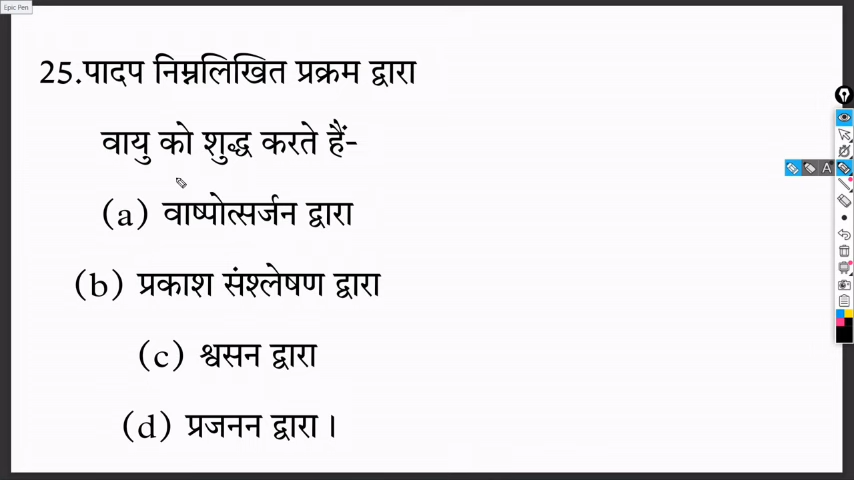 Epic Pen
25.पादप निम्नलिखित प्रक्रम द्वारा
वायु को शुद्ध करते हैं-
(a) वाष्पोत्सर्जन द्वारा
(b) प्रकाश संश्लेषण द्वारा
(c) श्वसन द्वारा
(d) प्रजनन द्वारा ।
A